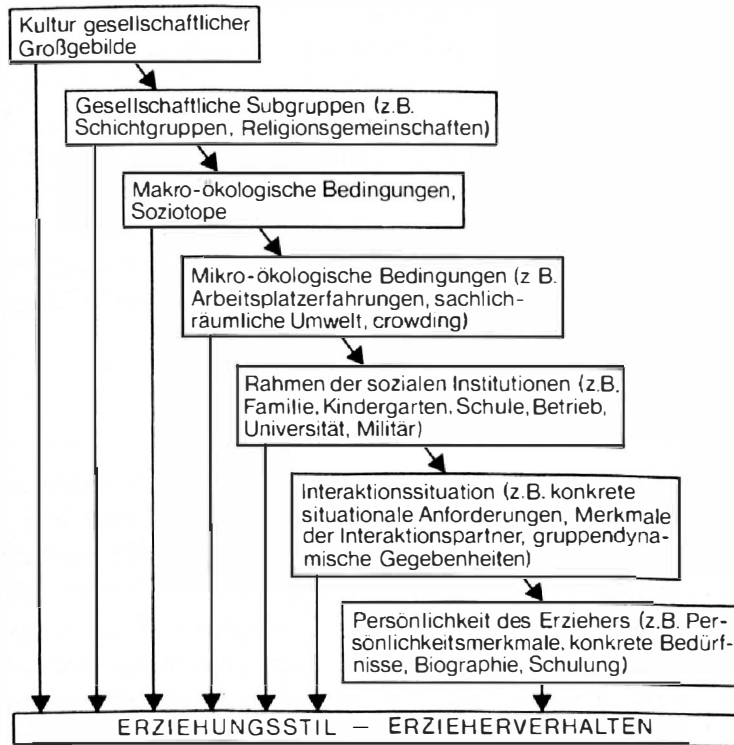 Kultur gesellschaftlicher
Großgebilde
Gesellschaftliche Subgruppen (z.B.
Schichtgruppen, Religionsgemeinschaften)
Makro-ökologische Bedingungen,
Soziotope
Mikro-ökologische Bedingungen (z B.
Arbeitsplatzerfahrungen, sachlich-
räumliche Umwelt, crowding)
Rahmen der sozialen Institutionen (z.B.
Familie, Kindergarten, Schule, Betrieb,
Universität, Militär)
Interaktionssituation (z.B. konkrete
situationale Anforderungen, Merkmale
der Interaktionspartner, gruppendyna-
mische Gegebenheiten)
Persönlichkeit des Erziehers (z.B. Per-
sönlichkeitsmerkmale, konkrete Bedürf-
nisse, Biographie, Schulung)
ERZIEHUNGSSTIL – ERZIEHERVERHALTEN